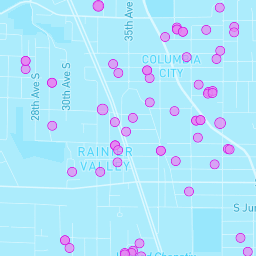 35th Ave
COLUMBIA
CITY
28th Ave S
30th Ave S
RAINIER
VALLEY
S Ju